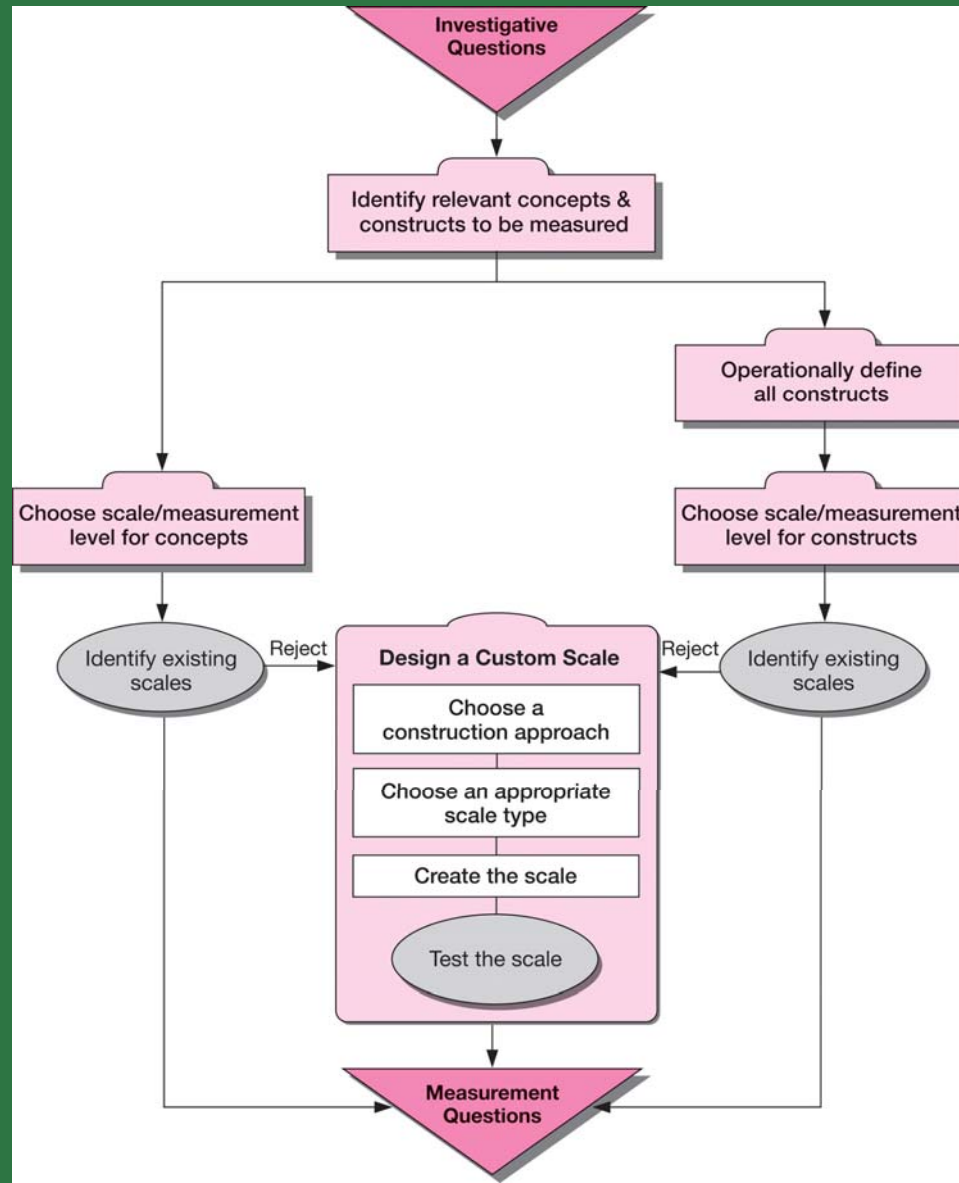 Investigative
Questions
Identify relevant concepts &
constructs to be measured
Operationally define
all constructs
Choose scale/measurement
level for concepts
Choose scale/measurement
level for constructs
Identify existing
scales
Reject
Design a Custom Scale
Reject
Identify existing
scales
Choose a
construction approach
Choose an appropriate
scale type
Create the scale
Test the scale
Measurement
Questions